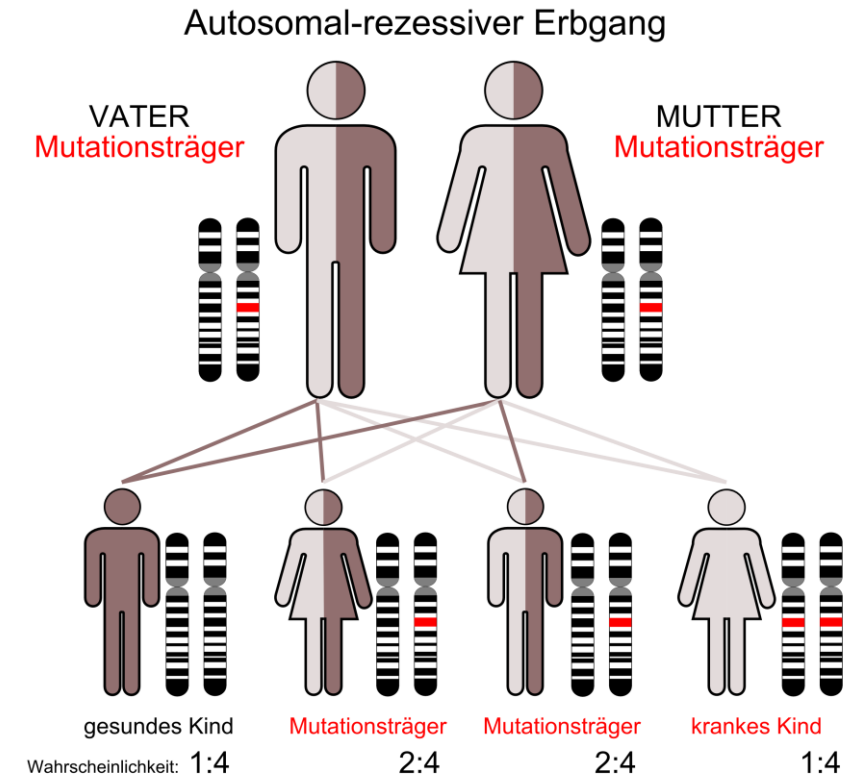 Autosomal-rezessiver Erbgang
VATER
Mutationsträger
MUTTER
Mutationsträger
gesundes Kind
Mutationsträger
Mutationsträger
krankes Kind
Wahrscheinlichkeit: 1:4
2:4
2:4
1:4